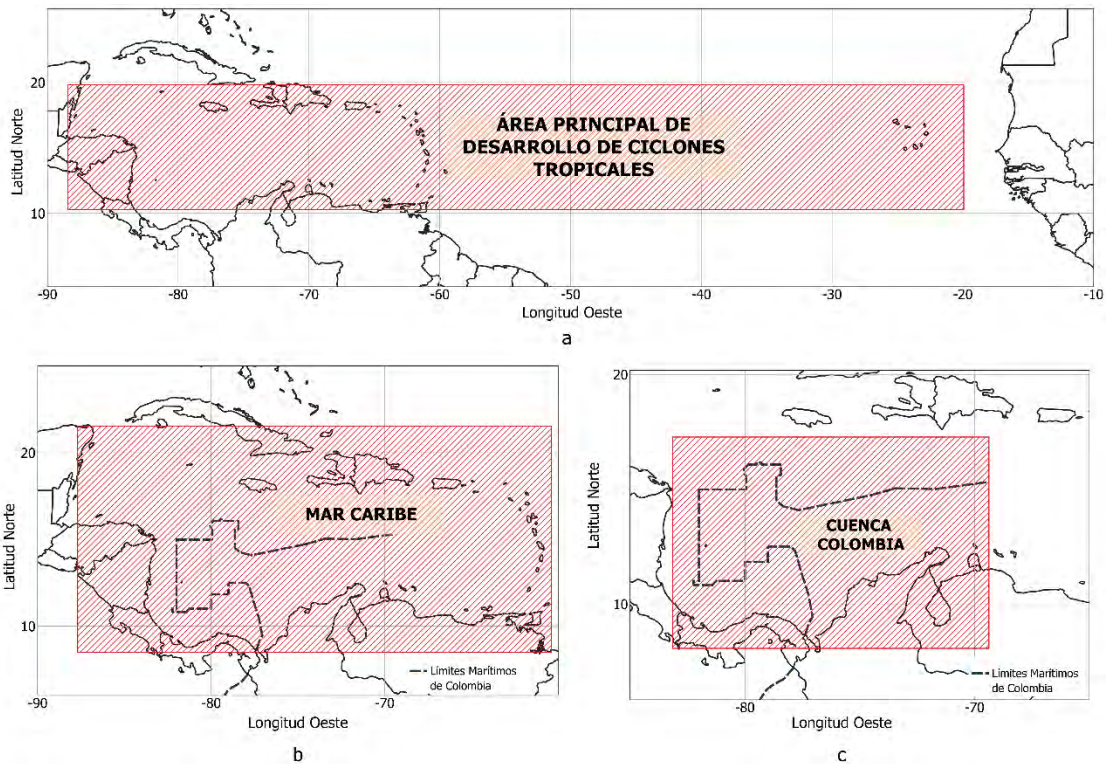 Latitud Norte
20
10
ÁREA PRINCIPAL DE
DESARROLLO DE CICLONES
TROPICALES
-90
-80
-70
-60
-50
-40
-30
-20
-10
Longitud Oeste
a
Latitud Norte
20
10
MAR CARIBE
Límites Marítimos
de Colombia
-90
-80
-70
Longitud Oeste
b
Latitud Norte
20
15
10
CUENCA
COLOMBIA
Límites Marítimos
de Colombia
-80
-75
-70
Longitud Oeste
c